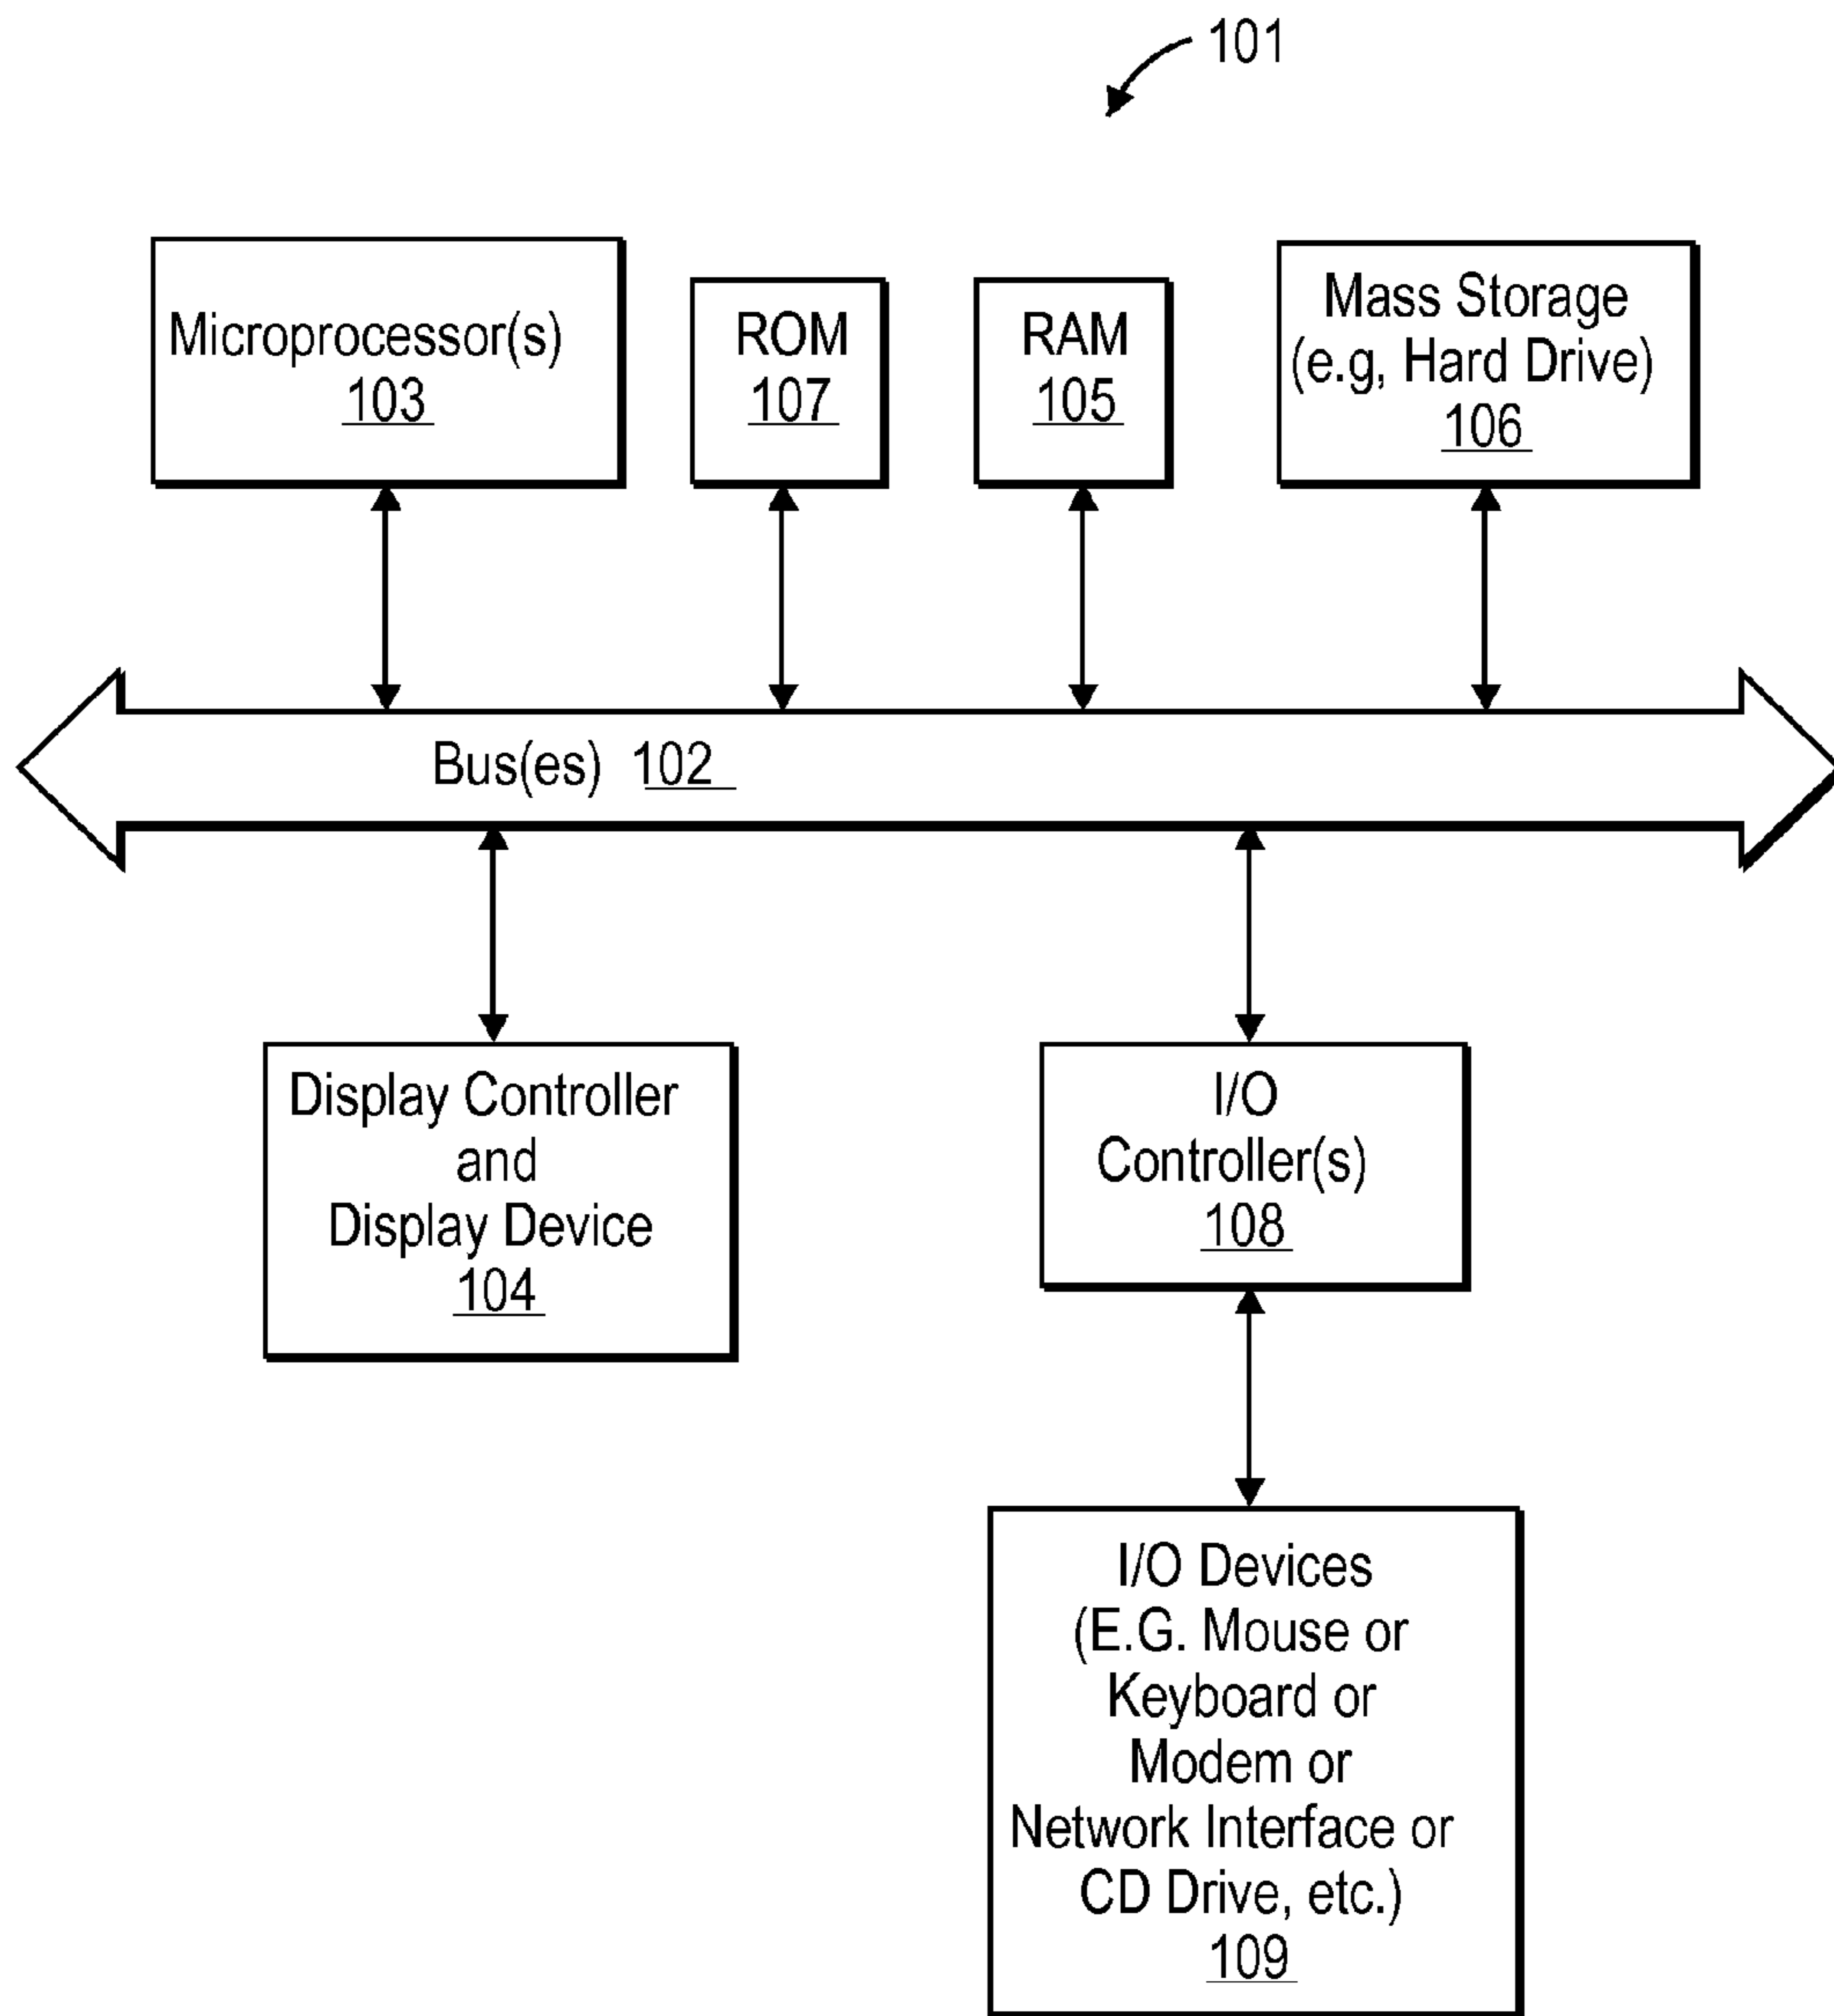 101
Microprocessor(s)
103
ROM
107
RAM
105
Mass Storage
(e.g, Hard Drive)
106
Bus(es) 102
Display Controller
and
Display Device
104
I/O
Controller(s)
108
I/O Devices
(E.G. Mouse or
Keyboard or
Modem or
Network Interface or
CD Drive, etc.)
109